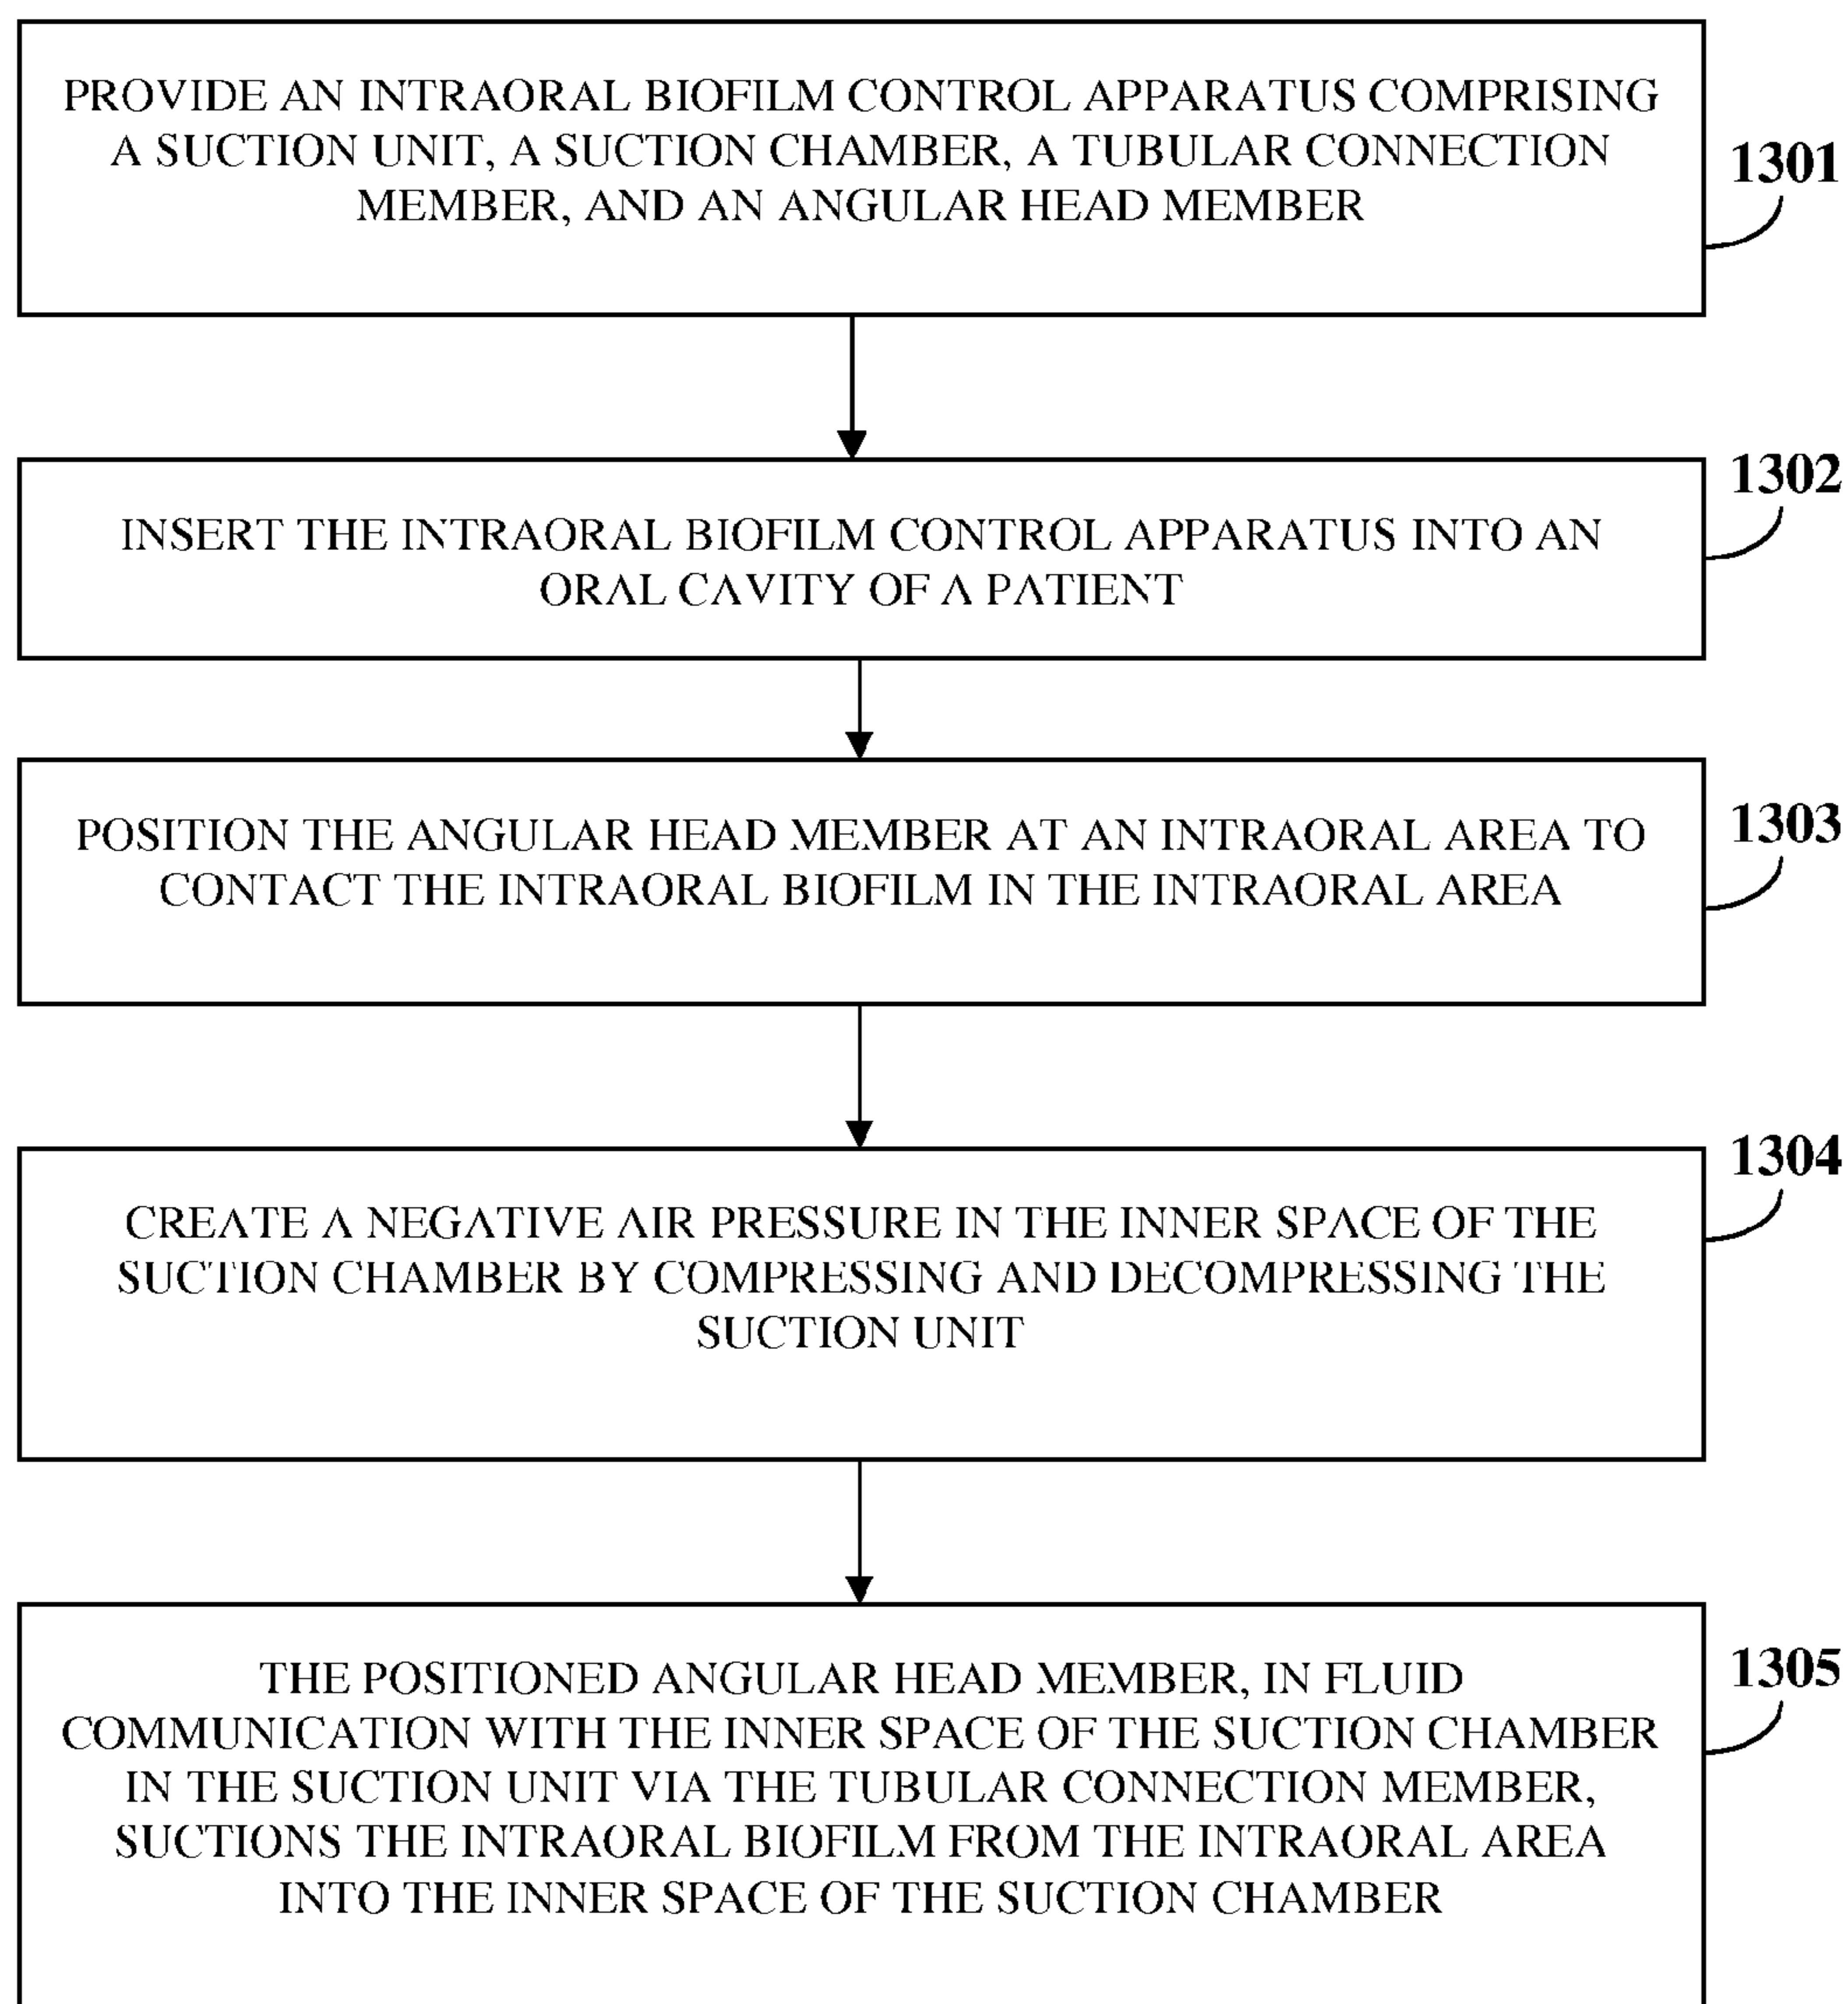 PROVIDE AN INTRAORAL BIOFILM CONTROL APPARATUS COMPRISING
A SUCTION UNIT, A SUCTION CHAMBER, A TUBULAR CONNECTION
MEMBER, AND AN ANGULAR HEAD MEMBER
1301
1302
INSERT THE INTRAORAL BIOFILM CONTROL APPARATUS INTO AN
ORAL CAVITY OF A PATIENT
1303
POSITION THE ANGULAR HEAD MEMBER AT AN INTRAORAL AREA TO
CONTACT THE INTRAORAL BIOFILM IN THE INTRAORAL AREA
1304
CREATE A NEGATIVE AIR PRESSURE IN THE INNER SPACE OF THE
SUCTION CHAMBER BY COMPRESSING AND DECOMPRESSING THE
SUCTION UNIT
1305
THE POSITIONED ANGULAR HEAD MEMBER, IN FLUID
COMMUNICATION WITH THE INNER SPACE OF THE SUCTION CHAMBER
IN THE SUCTION UNIT VIA THE TUBULAR CONNECTION MEMBER,
SUCTIONS THE INTRAORAL BIOFILM FROM THE INTRAORAL AREA
INTO THE INNER SPACE OF THE SUCTION CHAMBER